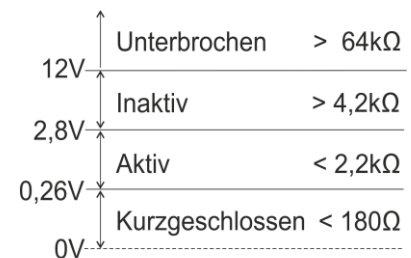 Unterbrochen > 64kΩ
12V
Inaktiv > 4,2kΩ
2,8V
Aktiv < 2,2kΩ
0,26V
Kurzgeschlossen < 180Ω
0V